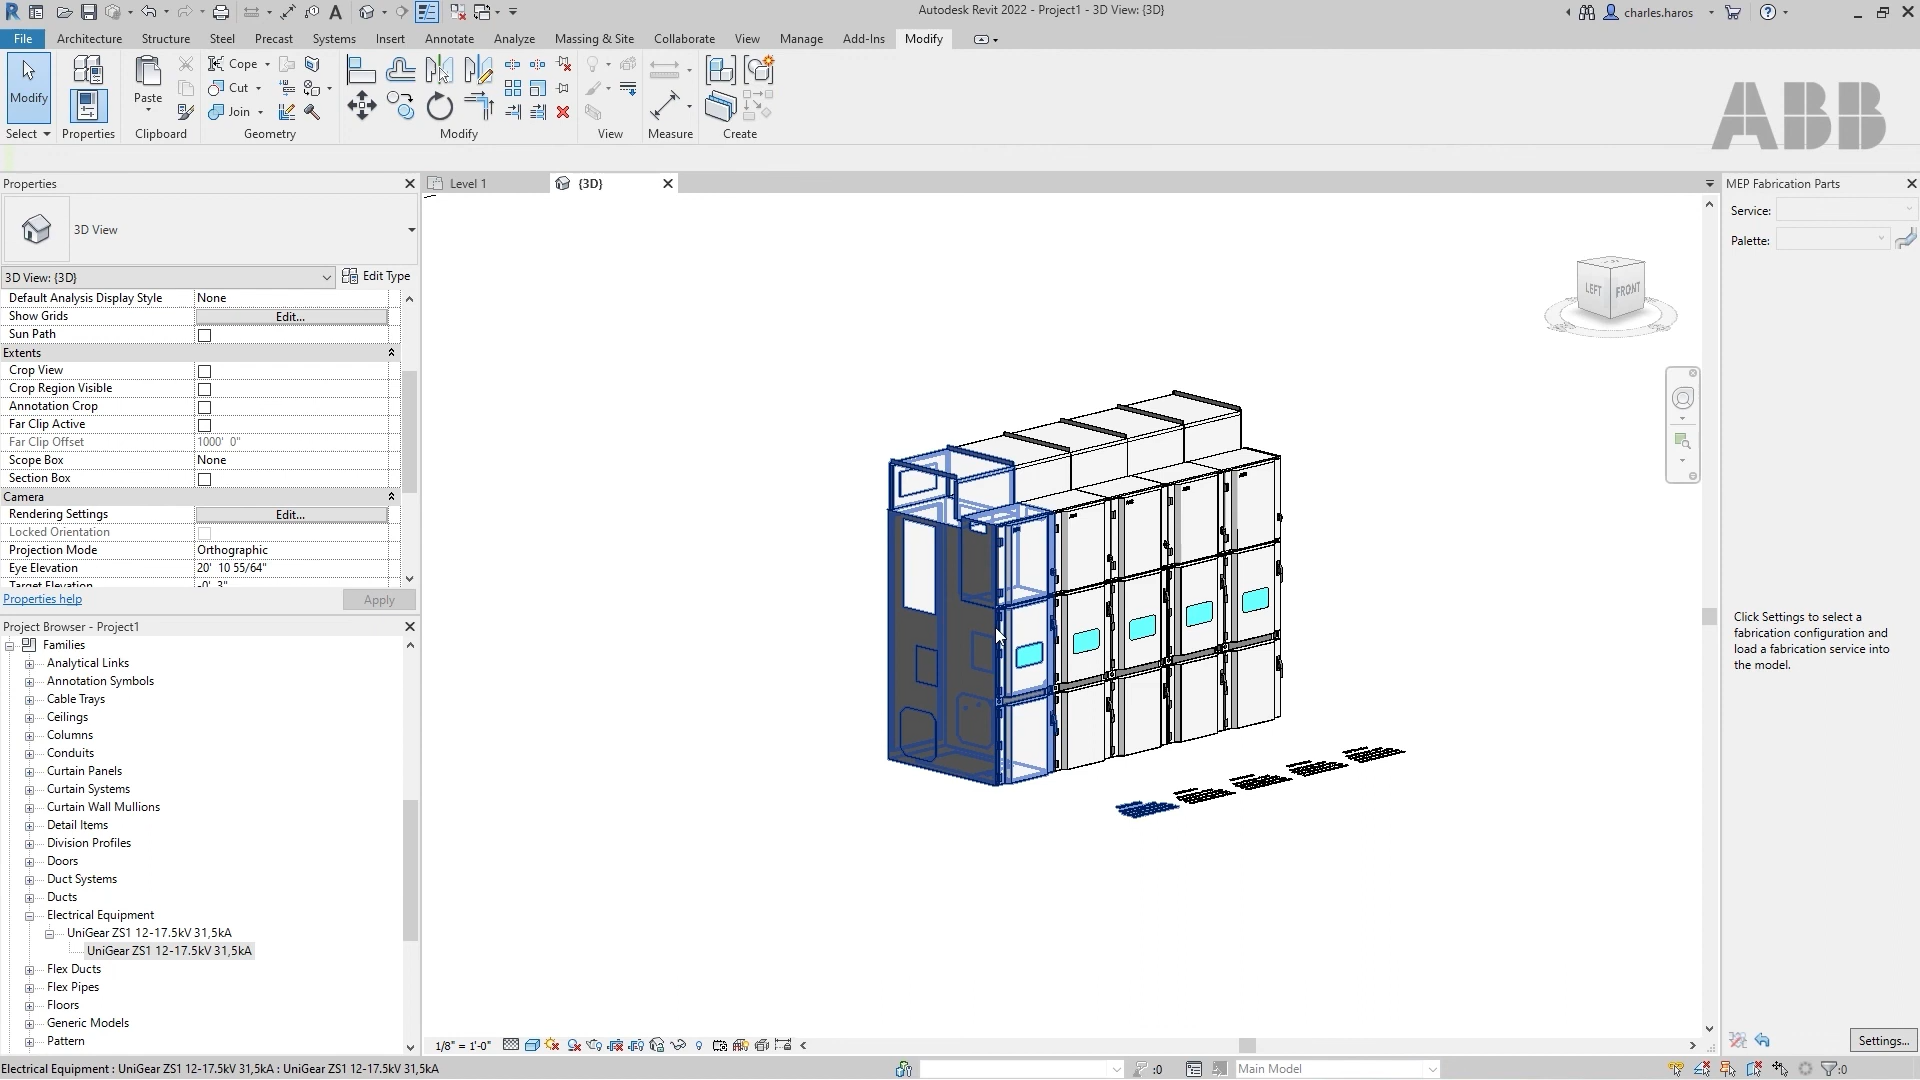 Autodesk Revit 2022 - Project1 - 3D View: {3D}
charles.haros
File
Architecture
Structure
Steel
Precast
Systems
Insert
Annotate
Analyze
Massing & Site
Collaborate
View
Manage
Add-Ins
Modify
Modify
Paste
Cope
Cut
Join
Select
Properties
Clipboard
Geometry
Modify
View
Measure
Create
ABB
Properties
Level 1
{3D}
MEP Fabrication Parts
Service:
Palette:
3D View
3D View: {3D}
Edit Type
Default Analysis Display Style None
Show Grids Edit...
Sun Path
Extents
Crop View
Crop Region Visible
Annotation Crop
Far Clip Active
Far Clip Offset 1000' 0"
Scope Box None
Section Box
Camera
Rendering Settings Edit...
Locked Orientation
Projection Mode Orthographic
Eye Elevation 20' 10 55/64"
Target Elevation -0' 3"
Properties help
Apply
LEFT
FRONT
Project Browser - Project1
Families
Analytical Links
Annotation Symbols
Cable Trays
Ceilings
Columns
Conduits
Curtain Panels
Curtain Systems
Curtain Wall Mullions
Detail Items
Division Profiles
Doors
Duct Systems
Ducts
Electrical Equipment
UniGear ZS1 12-17.5kV 31,5kA
UniGear ZS1 12-17.5kV 31,5kA
Flex Ducts
Flex Pipes
Floors
Generic Models
Pattern
Click Settings to select a
fabrication configuration and
load a fabrication service into
the model.
Settings...
1/8" = 1'-0"
Electrical Equipment : UniGear ZS1 12-17.5kV 31,5kA : UniGear ZS1 12-17.5kV 31,5kA
:0
Main Model
:0